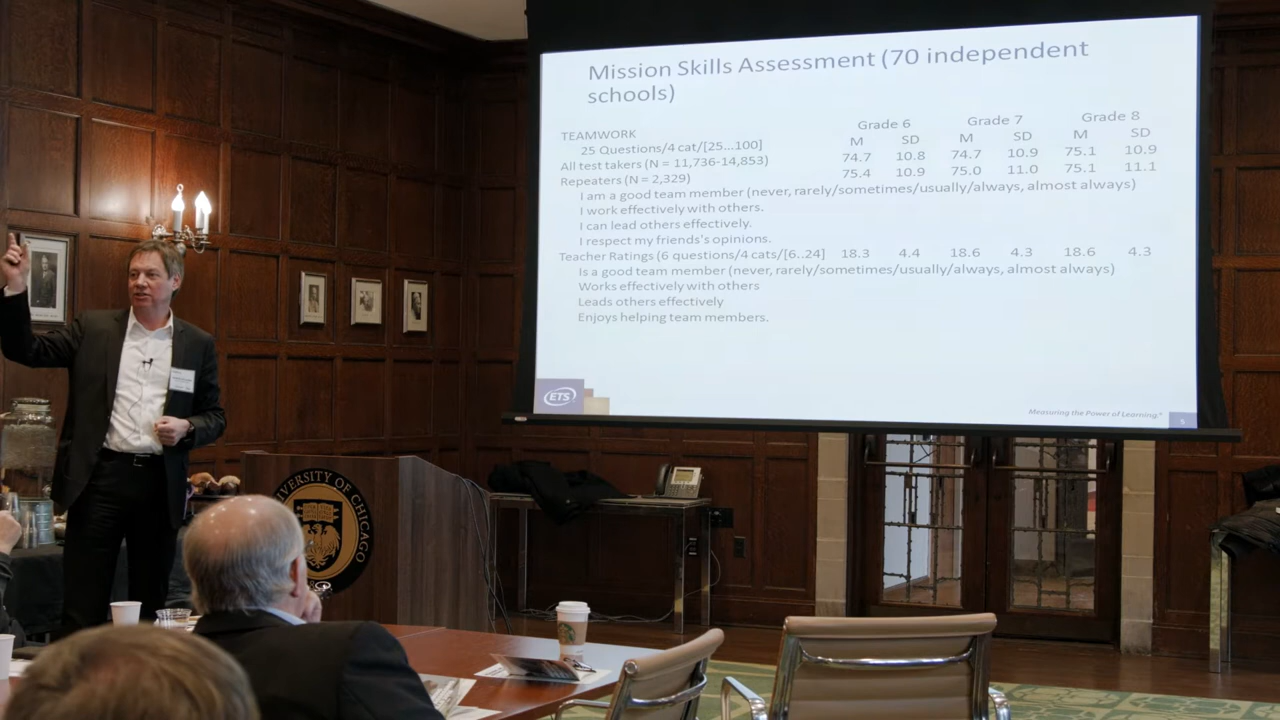 Mission Skills Assessment (70 independent
schools)
Grade 6 Grade 7 Grade 8
TEAMWORK
M SD M SD M SD
25 Questions/4 cat/[25...100]
All test takers (N = 11,736-14,853) 74.7 10.8 74.7 10.9 75.1 10.9
Repeaters (N = 2,329) 75.4 10.9 75.0 11.0 75.1 11.1
I am a good team member (never, rarely/sometimes/usually/always, almost always)
I work effectively with others.
I can lead others effectively.
I respect my friends's opinions.
Teacher Ratings (6 questions/4 cats/[6..24] 18.3 4.4 18.6 4.3 18.6 4.3
Is a good team member (never, rarely/sometimes/usually/always, almost always)
Works effectively with others
Leads others effectively
Enjoys helping team members.
ETS
Measuring the Power of Learning.®
5
UNIVERSITY OF CHICAGO